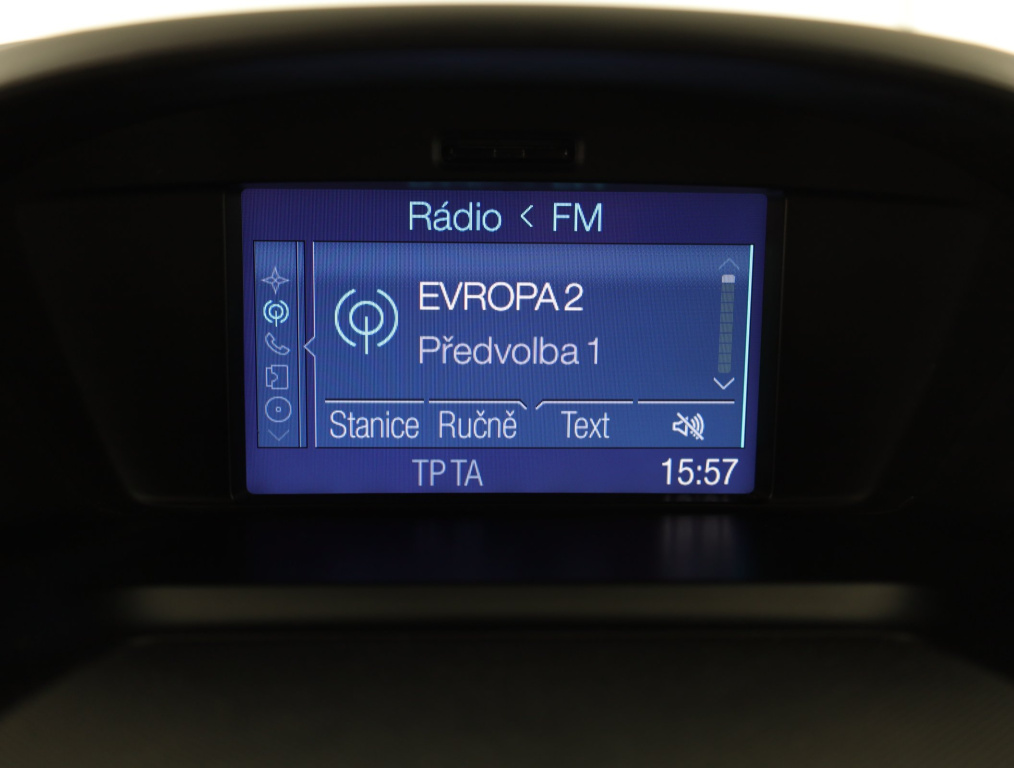 Rádio < FM
EVROPA 2
Předvolba 1
Stanice Ručně Text
TP TA 15:57